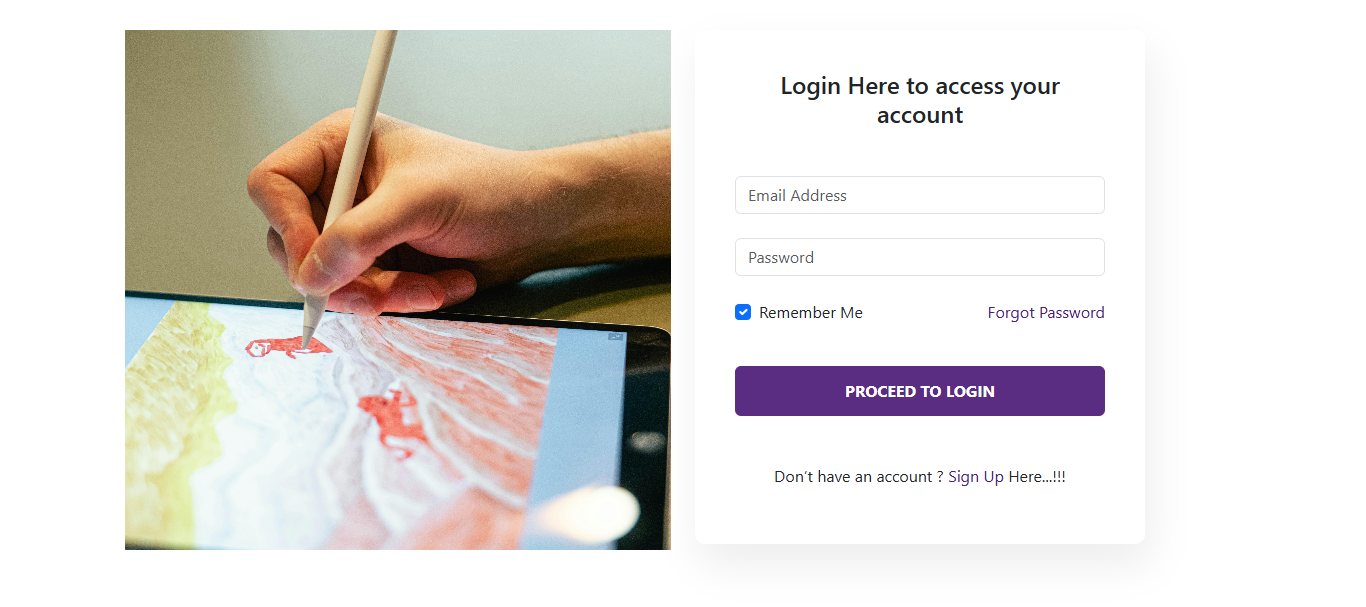 Login Here to access your
account
Email Address
Password
Remember Me
Forgot Password
PROCEED TO LOGIN
Don’t have an account ? Sign Up Here...!!!